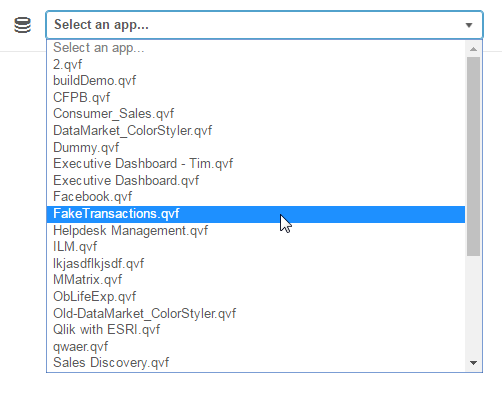 Select an app...
Select an app...
2.qvf
buildDemo.qvf
CFPB.qvf
Consumer_Sales.qvf
DataMarket_ColorStyler.qvf
Dummy.qvf
Executive Dashboard - Tim.qvf
Executive Dashboard.qvf
Facebook.qvf
FakeTransactions.qvf
Helpdesk Management.qvf
ILM.qvf
lkjasdflkjsdf.qvf
MMatrix.qvf
ObLifeExp.qvf
Old-DataMarket_ColorStyler.qvf
Qlik with ESRI.qvf
qwaer.qvf
Sales Discovery.qvf